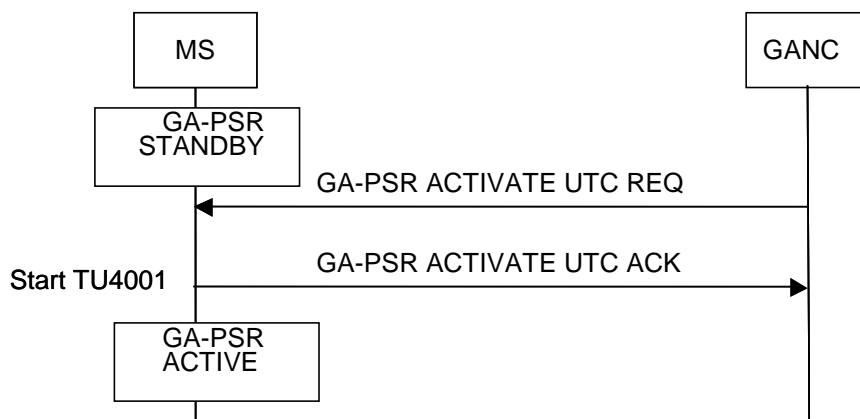 MS
GANC
GA-PSR
STANDBY
GA-PSR ACTIVATE UTC REQ
GA-PSR ACTIVATE UTC ACK
Start TU4001
GA-PSR
ACTIVE